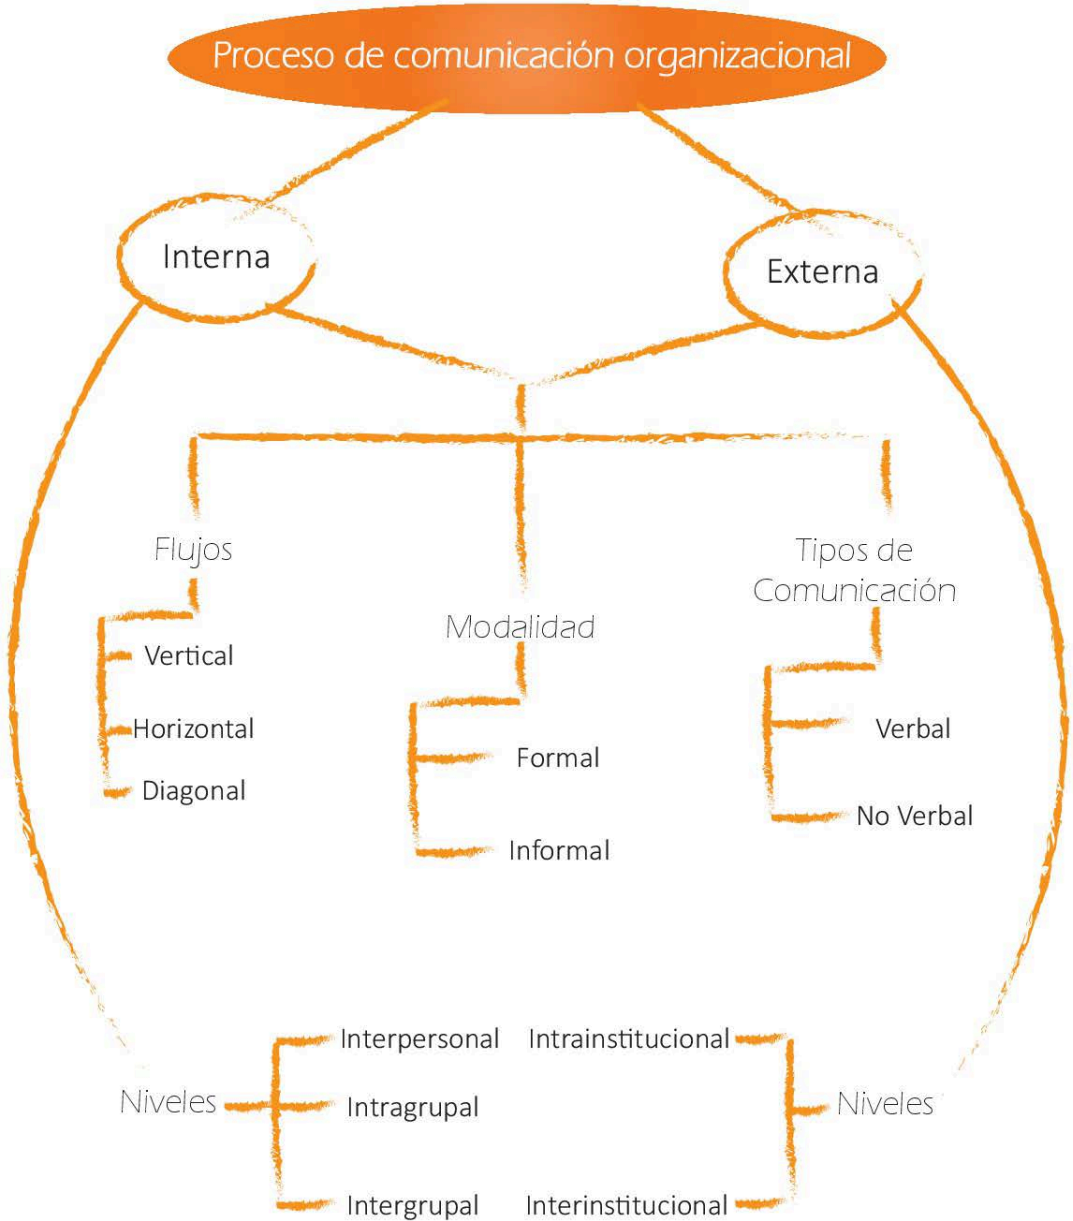 Proceso de comunicación organizacional
Interna
Externa
Flujos
Vertical
Horizontal
Diagonal
Modalidad
Formal
Informal
Tipos de
Comunicación
Verbal
No Verbal
Niveles
Interpersonal
Intragrupal
Intergrupal
Intrainstitucional
Interinstitucional
Niveles